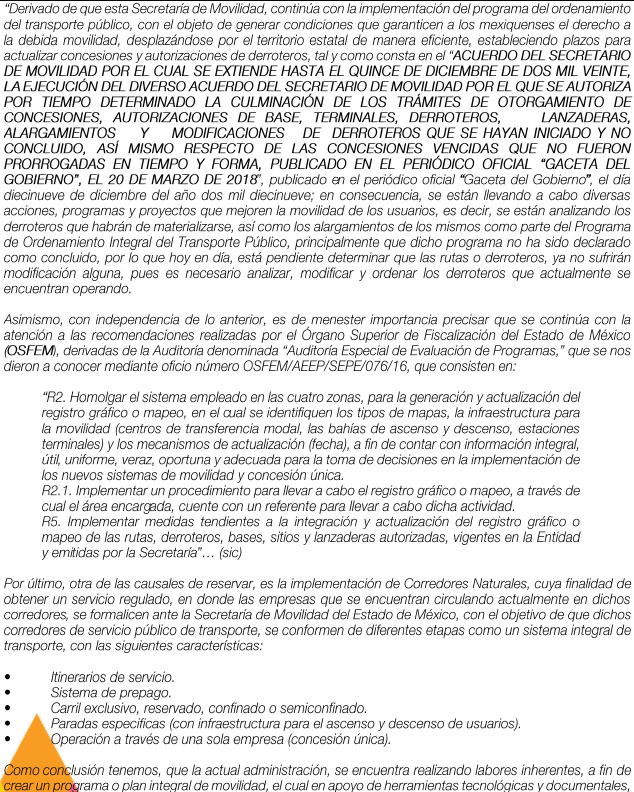 “Derivado de que esta Secretaría de Movilidad, continúa con la implementación del programa del ordenamiento
del transporte público, con el objeto de generar condiciones que garanticen a los mexiquenses el derecho a
la debida movilidad, desplazándose por el territorio estatal de manera eficiente, estableciendo plazos para
actualizar concesiones y autorizaciones de derroteros, tal y como consta en el “ACUERDO DEL SECRETARIO
DE MOVILIDAD POR EL CUAL SE EXTIENDE HASTA EL QUINCE DE DICIEMBRE DE DOS MIL VEINTE,
LA EJECUCIÓN DEL DIVERSO ACUERDO DEL SECRETARIO DE MOVILIDAD POR EL QUE SE AUTORIZA
POR TIEMPO DETERMINADO LA CULMINACIÓN DE LOS TRÁMITES DE OTORGAMIENTO DE
CONCESIONES, AUTORIZACIONES DE BASE, TERMINALES, DERROTEROS, LANZADERAS,
ALARGAMIENTOS Y MODIFICACIONES DE DERROTEROS QUE SE HAYAN INICIADO Y NO
CONCLUIDO, ASÍ MISMO RESPECTO DE LAS CONCESIONES VENCIDAS QUE NO FUERON
PRORROGADAS EN TIEMPO Y FORMA, PUBLICADO EN EL PERIÓDICO OFICIAL “GACETA DEL
GOBIERNO”, EL 20 DE MARZO DE 2018”, publicado en el periódico oficial “Gaceta del Gobierno”, el día
diecinueve de diciembre del año dos mil diecinueve; en consecuencia, se están llevando a cabo diversas
acciones, programas y proyectos que mejoren la movilidad de los usuarios, es decir, se están analizando los
derroteros que habrán de materializarse, así como los alargamientos de los mismos como parte del Programa
de Ordenamiento Integral del Transporte Público, principalmente que dicho programa no ha sido declarado
como concluido, por lo que hoy en día, está pendiente determinar que las rutas o derroteros, ya no sufrirán
modificación alguna, pues es necesario analizar, modificar y ordenar los derroteros que actualmente se
encuentran operando.
Asimismo, con independencia de lo anterior, es de menester importancia precisar que se continúa con la
atención a las recomendaciones realizadas por el Órgano Superior de Fiscalización del Estado de México
(OSFEM), derivadas de la Auditoría denominada “Auditoría Especial de Evaluación de Programas,” que se nos
dieron a conocer mediante oficio número OSFEM/AEEP/SEPE/076/16, que consisten en:
“R2. Homolgar el sistema empleado en las cuatro zonas, para la generación y actualización del
registro gráfico o mapeo, en el cual se identifiquen los tipos de mapas, la infraestructura para
la movilidad (centros de transferencia modal, las bahías de ascenso y descenso, estaciones
terminales) y los mecanismos de actualización (fecha), a fin de contar con información integral,
útil, uniforme, veraz, oportuna y adecuada para la toma de decisiones en la implementación de
los nuevos sistemas de movilidad y concesión única.
R2.1. Implementar un procedimiento para llevar a cabo el registro gráfico o mapeo, a través de
cual el área encargada, cuente con un referente para llevar a cabo dicha actividad.
R5. Implementar medidas tendientes a la integración y actualización del registro gráfico o
mapeo de las rutas, derroteros, bases, sitios y lanzaderas autorizadas, vigentes en la Entidad
y emitidas por la Secretaría”… (sic)
Por último, otra de las causales de reservar, es la implementación de Corredores Naturales, cuya finalidad de
obtener un servicio regulado, en donde las empresas que se encuentran circulando actualmente en dichos
corredores, se formalicen ante la Secretaría de Movilidad del Estado de México, con el objetivo de que dichos
corredores de servicio público de transporte, se conformen de diferentes etapas como un sistema integral de
transporte, con las siguientes características:
• Itinerarios de servicio.
• Sistema de prepago.
• Carril exclusivo, reservado, confinado o semiconfinado.
• Paradas especificas (con infraestructura para el ascenso y descenso de usuarios).
• Operación a través de una sola empresa (concesión única).
Como conclusión tenemos, que la actual administración, se encuentra realizando labores inherentes, a fin de
crear un programa o plan integral de movilidad, el cual en apoyo de herramientas tecnológicas y documentales,